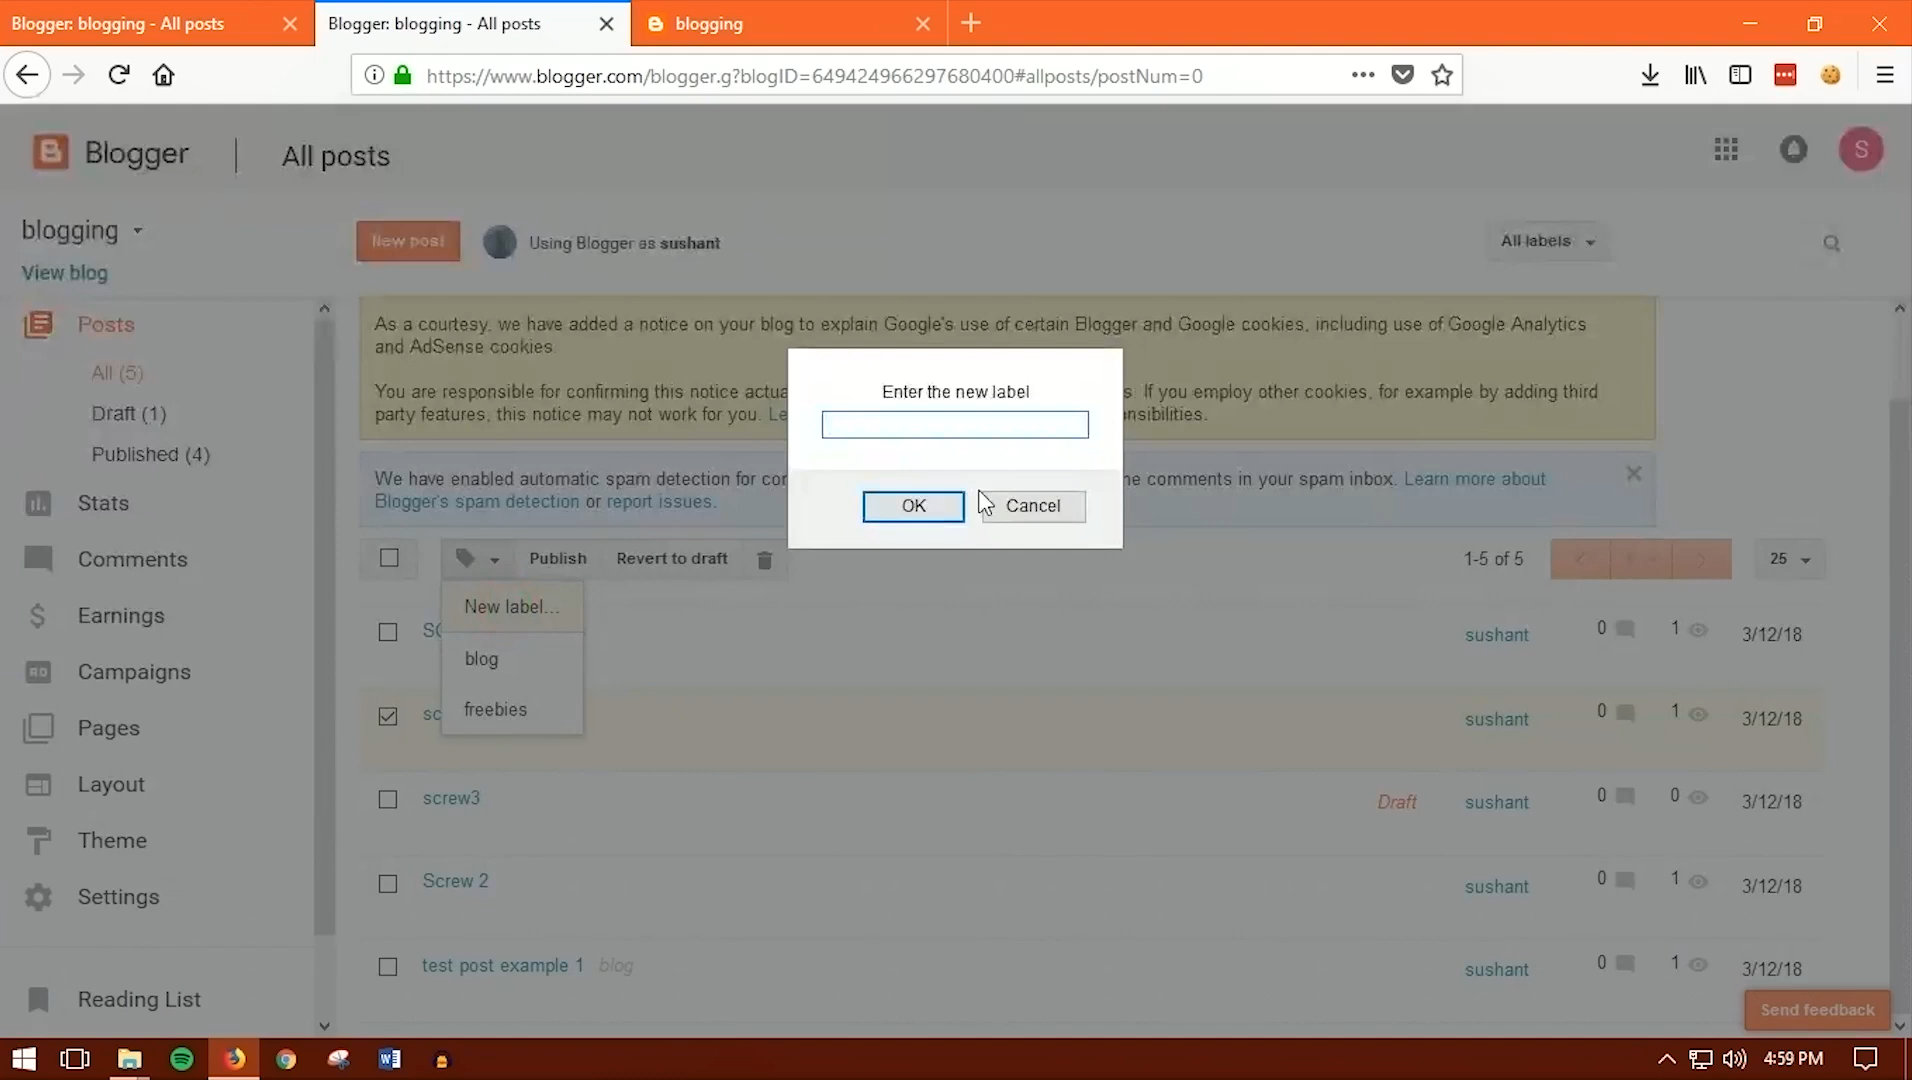 Blogger: blogging - All posts
Blogger: blogging - All posts
blogging
https://www.blogger.com/blogger.g?blogID=649424966297680400#allposts/postNum=0
Blogger
All posts
S
blogging
View blog
New post
Using Blogger as sushant
All labels
Posts
All (5)
Draft (1)
Published (4)
Stats
Comments
Earnings
Campaigns
Pages
Layout
Theme
Settings
Reading List
As a courtesy, we have added a notice on your blog to explain Google's use of certain Blogger and Google cookies, including use of Google Analytics
and AdSense cookies.
You are responsible for confirming this notice If you employ other cookies, for example by adding third
party features, this notice may not work for you.
We have enabled automatic spam detection for comments in your spam inbox. Learn more about
Blogger's spam detection or report issues.
Enter the new label
OK
Cancel
Publish
Revert to draft
1-5 of 5
25
New label...
blog
freebies
sushant
0
1
3/12/18
sushant
0
1
3/12/18
screw3
Draft
sushant
0
0
3/12/18
Screw 2
sushant
0
1
3/12/18
test post example 1 blog
sushant
0
1
3/12/18
Send feedback
4:59 PM